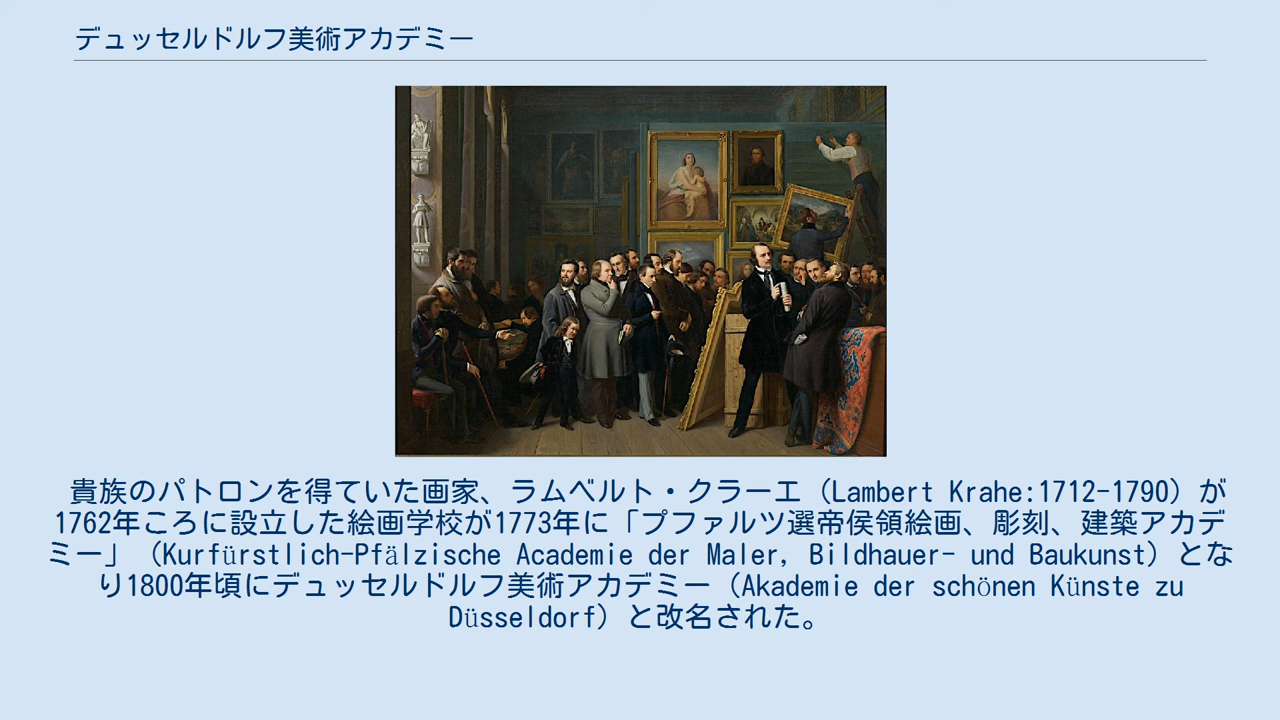 デュッセルドルフ美術アカデミー
貴族のパトロンを得ていた画家、ラムベルト・クラーエ（Lambert Krahe:1712-1790）が
1762年ころに設立した絵画学校が1773年に「プファルツ選帝侯領絵画、彫刻、建築アカデ
ミー」（Kurfürstlich-Pfälzische Academie der Maler, Bildhauer- und Baukunst）とな
り1800年頃にデュッセルドルフ美術アカデミー（Akademie der schönen Künste zu
Düsseldorf）と改名された。